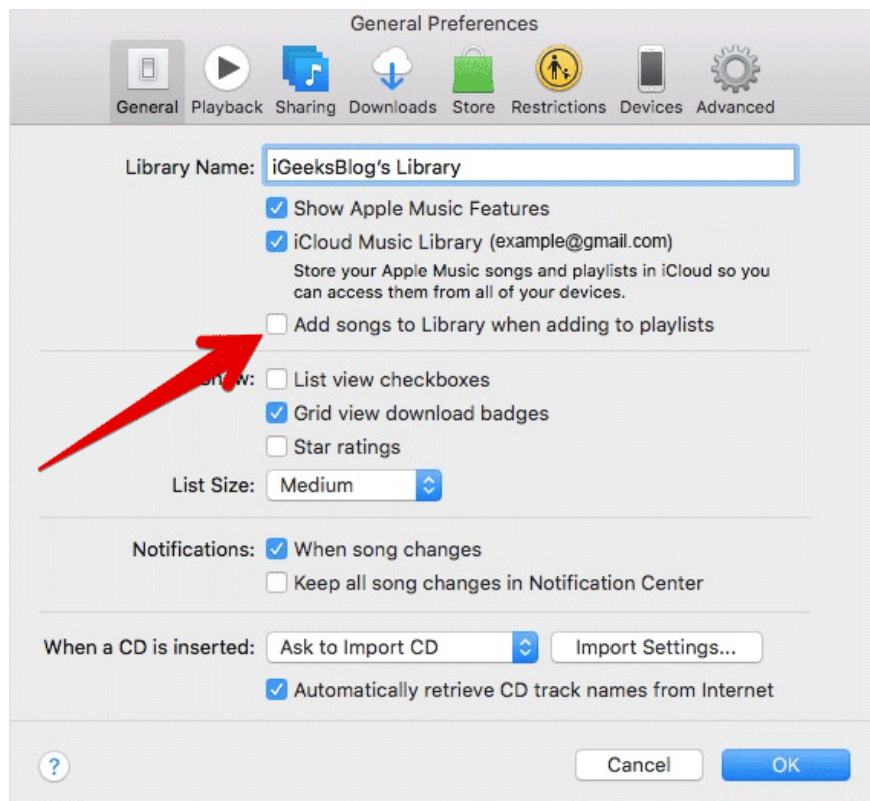 General Preferences
General Playback Sharing Downloads Store Restrictions Devices Advanced
Library Name: iGeeksBlog's Library
Show Apple Music Features
iCloud Music Library (example@gmail.com)
Store your Apple Music songs and playlists in iCloud so you
can access them from all of your devices.
Add songs to Library when adding to playlists
List view checkboxes
Grid view download badges
Star ratings
List Size: Medium
Notifications: When song changes
Keep all song changes in Notification Center
When a CD is inserted: Ask to Import CD Import Settings...
Automatically retrieve CD track names from Internet
? Cancel OK